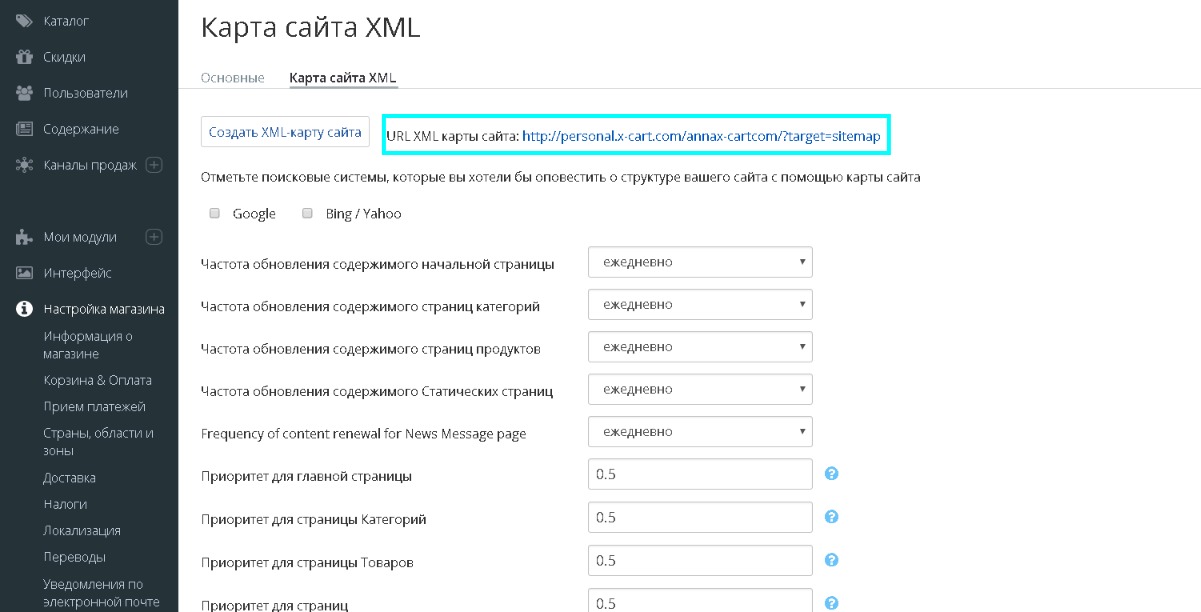 Каталог
Скидки
Пользователи
Содержание
Каналы продаж
Мои модули
Интерфейс
Настройка магазина
Информация о
магазине
Корзина & Оплата
Прием платежей
Страны, области и
зоны
Доставка
Налоги
Локализация
Переводы
Уведомления по
электронной почте
Карта сайта XML
Основные Карта сайта XML
Создать XML-карту сайта URL XML карты сайта: http://personal.x-cart.com/annax-cartcom/?target=sitemap
Отметьте поисковые системы, которые вы хотели бы оповестить о структуре вашего сайта с помощью карты сайта
Google Bing / Yahoo
Частота обновления содержимого начальной страницы ежедневно
Частота обновления содержимого страниц категорий ежедневно
Частота обновления содержимого страниц продуктов ежедневно
Частота обновления содержимого Статических страниц ежедневно
Frequency of content renewal for News Message page ежедневно
Приоритет для главной страницы 0.5
Приоритет для страницы Категорий 0.5
Приоритет для страницы Товаров 0.5
Приоритет для страниц 0.5